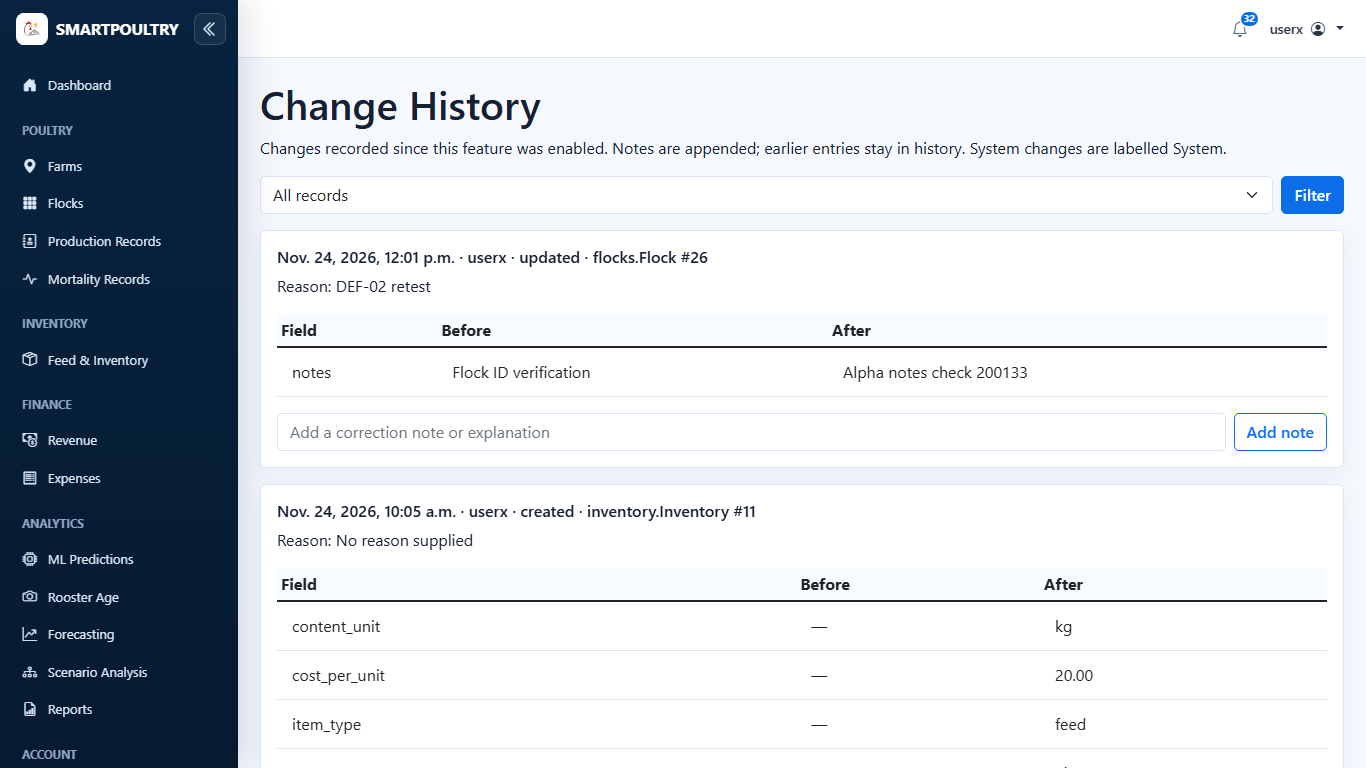 SMARTPOULTRY
32
userx
Dashboard
POULTRY
Farms
Flocks
Production Records
Mortality Records
INVENTORY
Feed & Inventory
FINANCE
Revenue
Expenses
ANALYTICS
ML Predictions
Rooster Age
Forecasting
Scenario Analysis
Reports
ACCOUNT
Change History
Changes recorded since this feature was enabled. Notes are appended; earlier entries stay in history. System changes are labelled System.
All records
Filter
Nov. 24, 2026, 12:01 p.m. · userx · updated · flocks.Flock #26
Reason: DEF-02 retest
Field Before After
notes Flock ID verification Alpha notes check 200133
Add a correction note or explanation
Add note
Nov. 24, 2026, 10:05 a.m. · userx · created · inventory.Inventory #11
Reason: No reason supplied
Field Before After
content_unit — kg
cost_per_unit — 20.00
item_type — feed